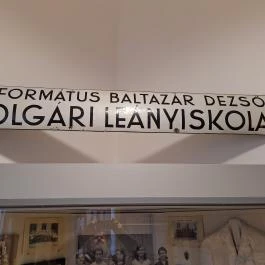 FORMÁTUS BALTAZÁR DEZSŐ
OLGÁRI LEÁNYISKOLA